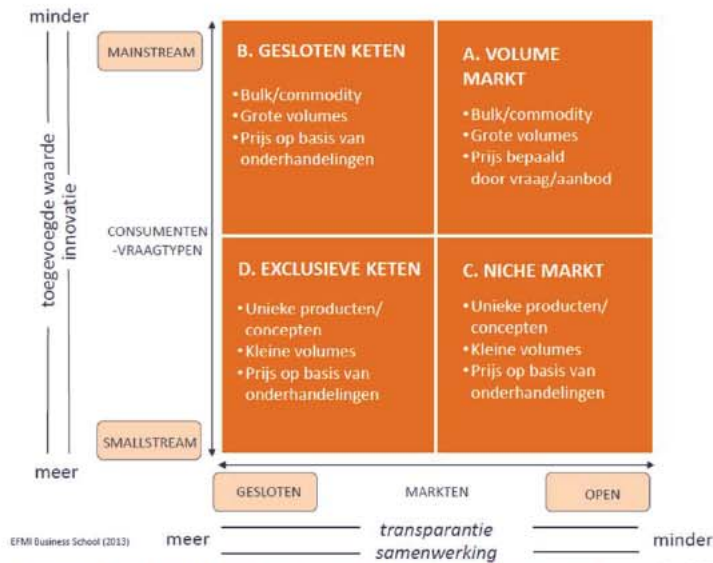 minder
MAINSTREAM
toegevoegde waarde
innovatie
CONSUMENTEN
-VRAAGTYPEN
SMALLSTREAM
meer
B. GESLOTEN KETEN
•Bulk/commodity
•Grote volumes
•Prijs op basis van
onderhandelingen
A. VOLUME
MARKT
•Bulk/commodity
•Grote volumes
•Prijs bepaald
door vraag/aanbod
D. EXCLUSIEVE KETEN
•Unieke producten/
concepten
•Kleine volumes
•Prijs op basis van
onderhandelingen
C. NICHE MARKT
•Unieke producten/
concepten
•Kleine volumes
•Prijs op basis van
onderhandelingen
GESLOTEN
MARKTEN
OPEN
EFMI Business School (2013)
meer
transparantie
samenwerking
minder